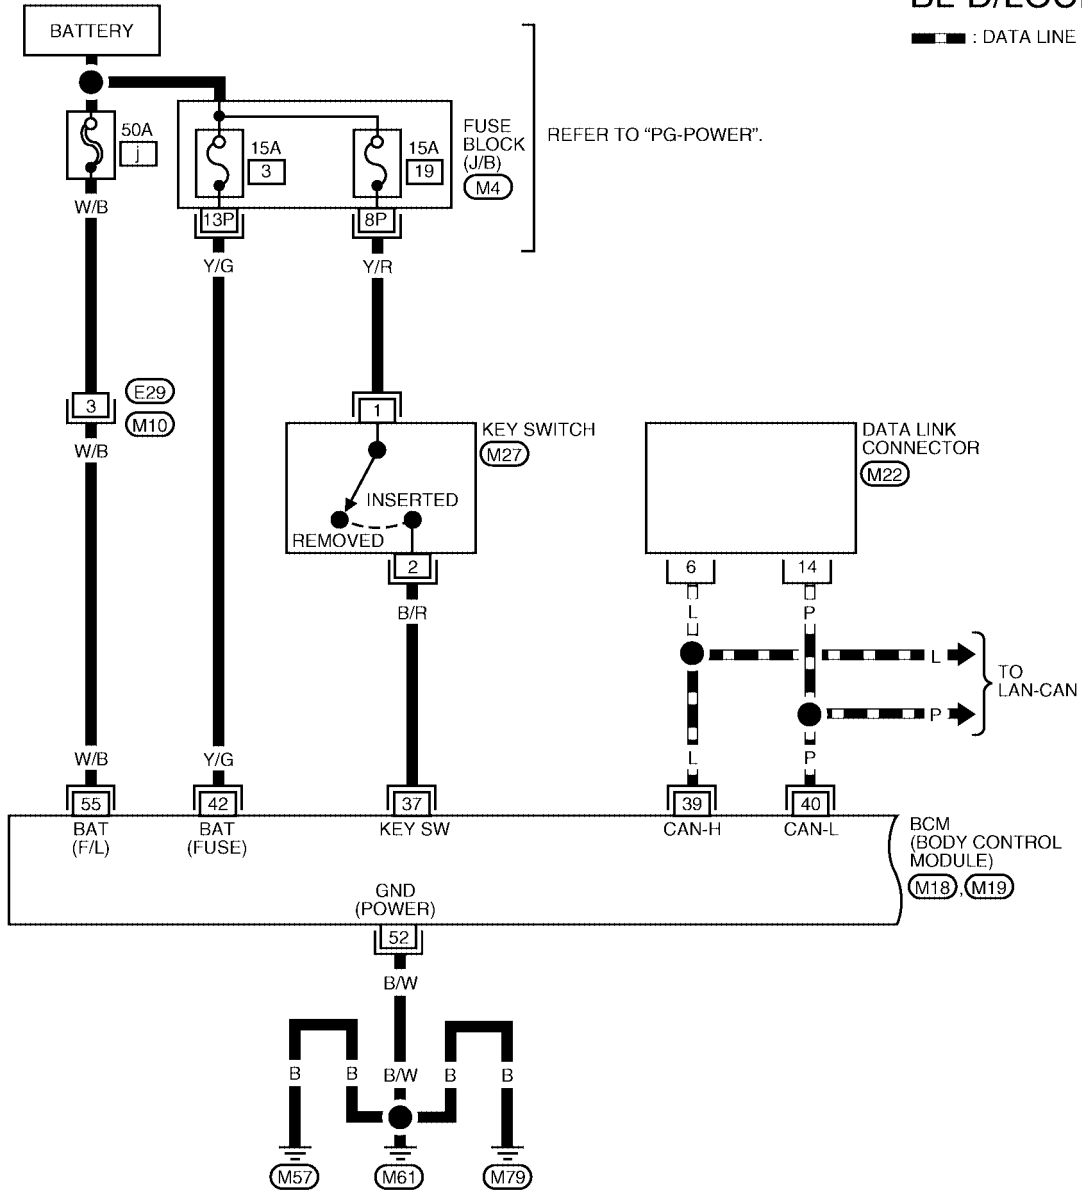 BATTERY
: DATA LINE
50A
j
15A
3
15A
19
FUSE
BLOCK
(J/B)
M4
REFER TO “PG-POWER”.
13P
8P
W/B
Y/G
Y/R
3
E29
M10
W/B
1
KEY SWITCH
M27
INSERTED
REMOVED
2
B/R
DATA LINK
CONNECTOR
M22
6
14
L
P
L
P
TO
LAN-CAN
W/B
Y/G
L
P
55
42
37
39
40
BAT
(F/L)
BAT
(FUSE)
KEY SW
CAN-H
CAN-L
BCM
(BODY CONTROL
MODULE)
M18 , M19
GND
(POWER)
52
B/W
B
B
B/W
B
B
M57
M61
M79